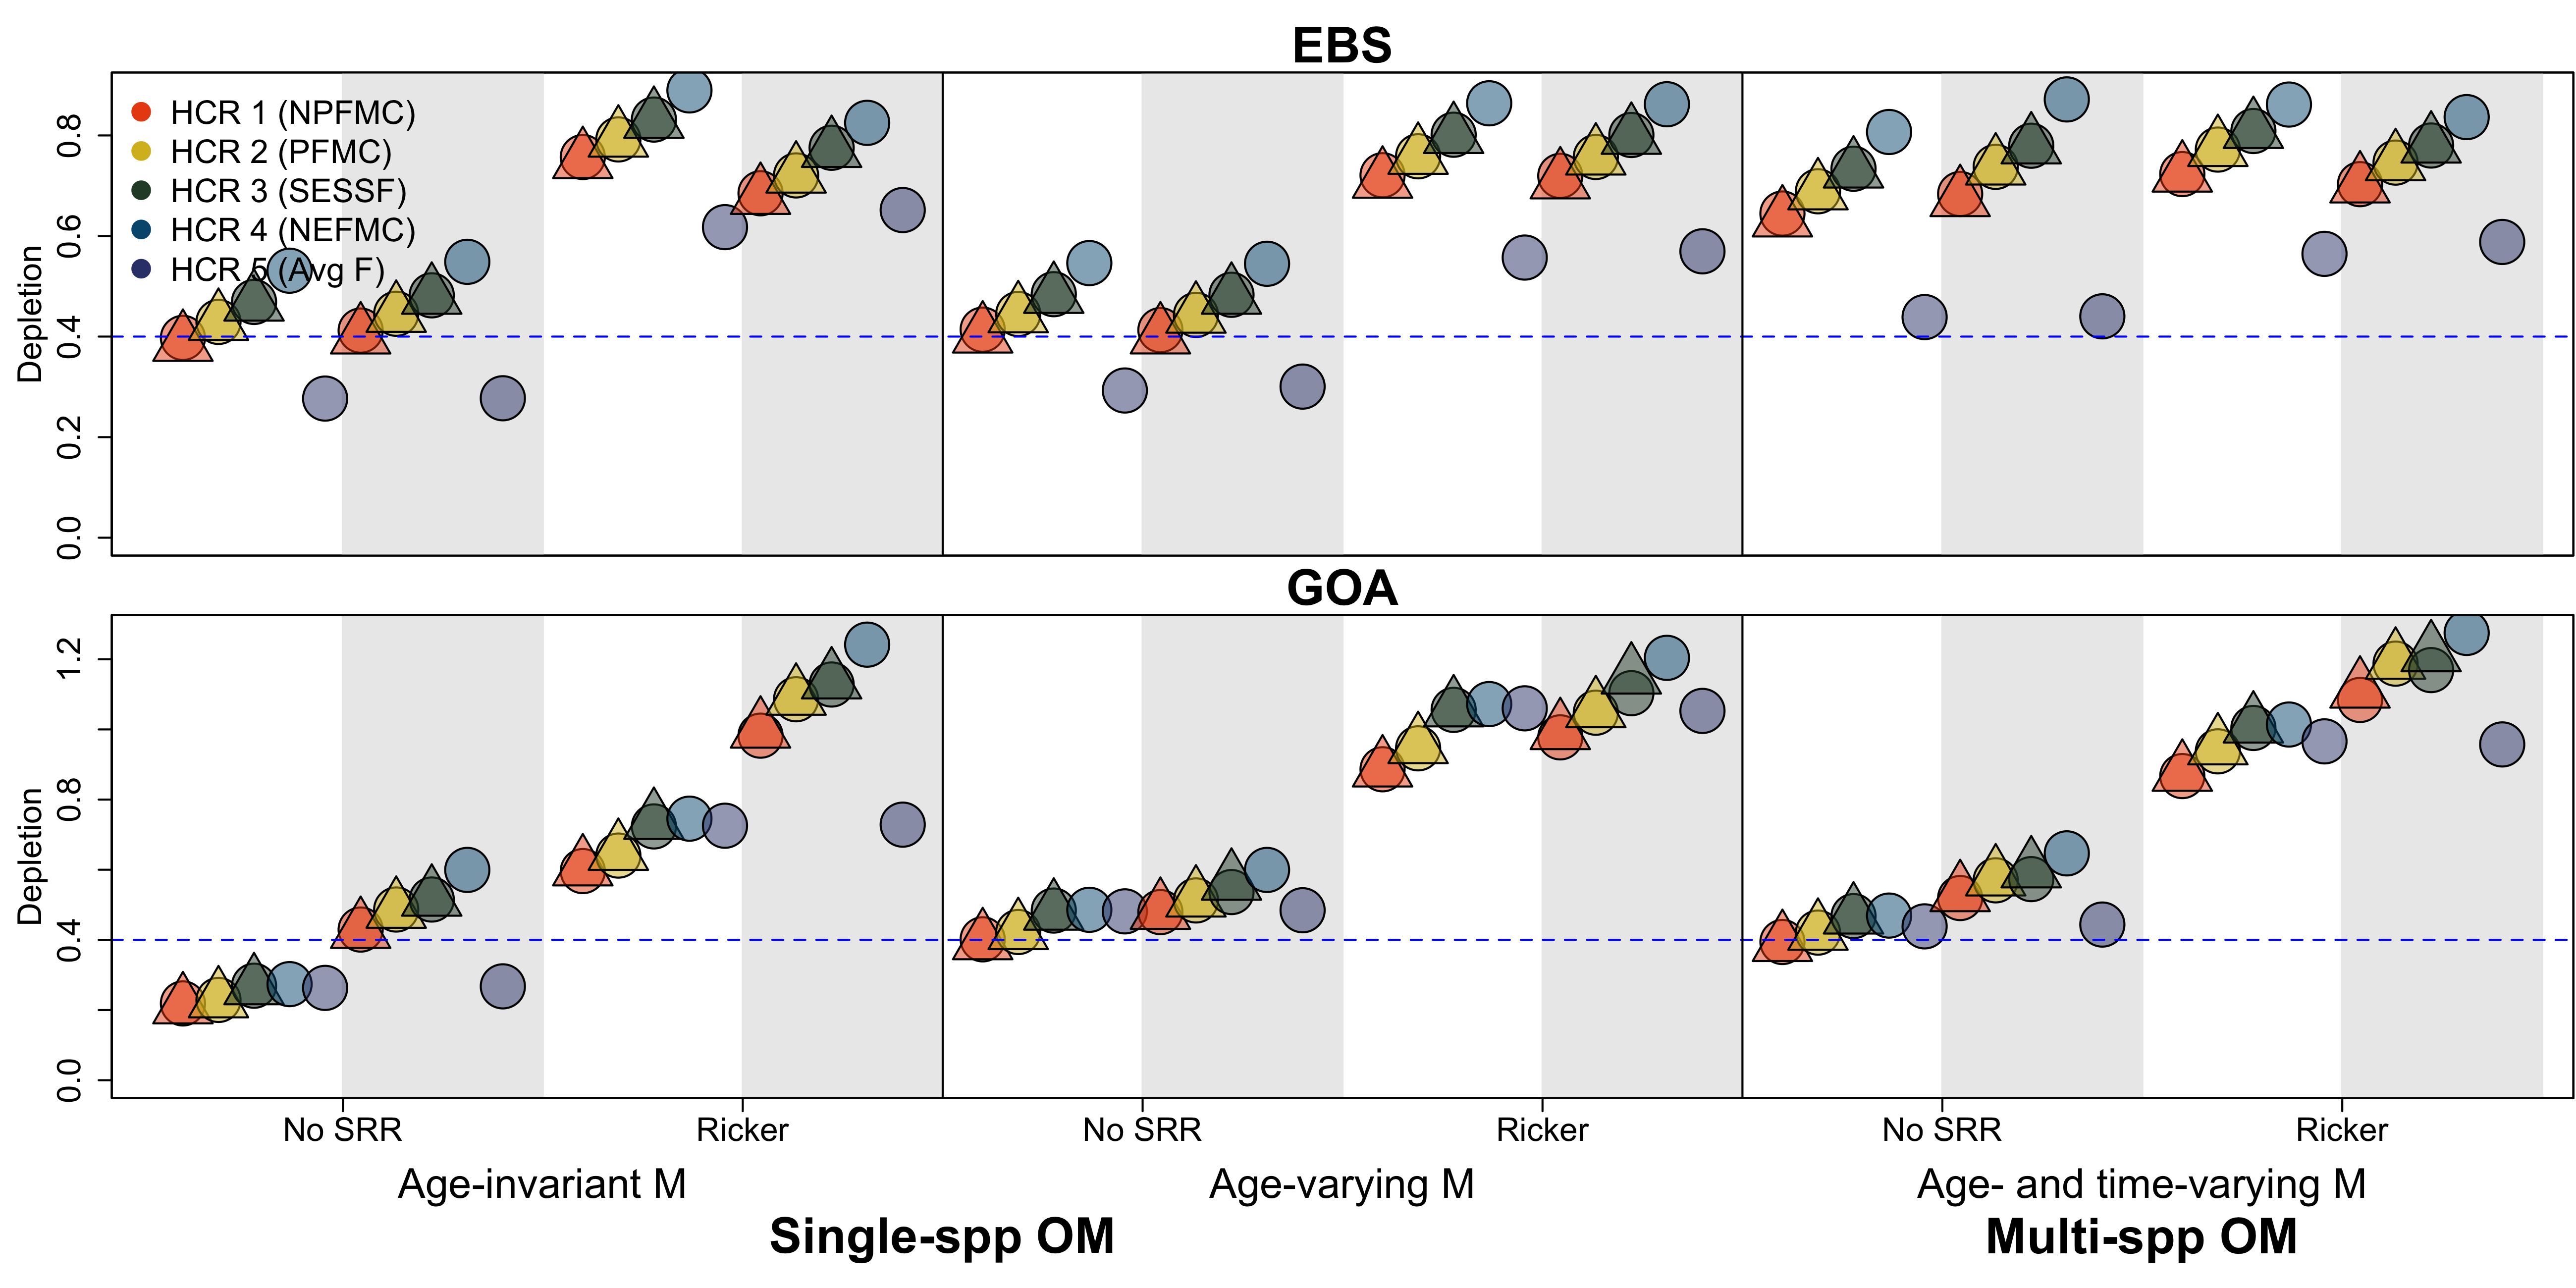 EBS
HCR 1 (NPFMC)
HCR 2 (PFMC)
HCR 3 (SESSF)
HCR 4 (NEFMC)
HCR 5 (Avg F)
Depletion
0.8
0.6
0.4
0.2
0.0
GOA
Depletion
1.2
0.8
0.4
0.0
No SRR Ricker No SRR Ricker No SRR Ricker
Age-invariant M Age-varying M Age- and time-varying M
Single-spp OM Multi-spp OM